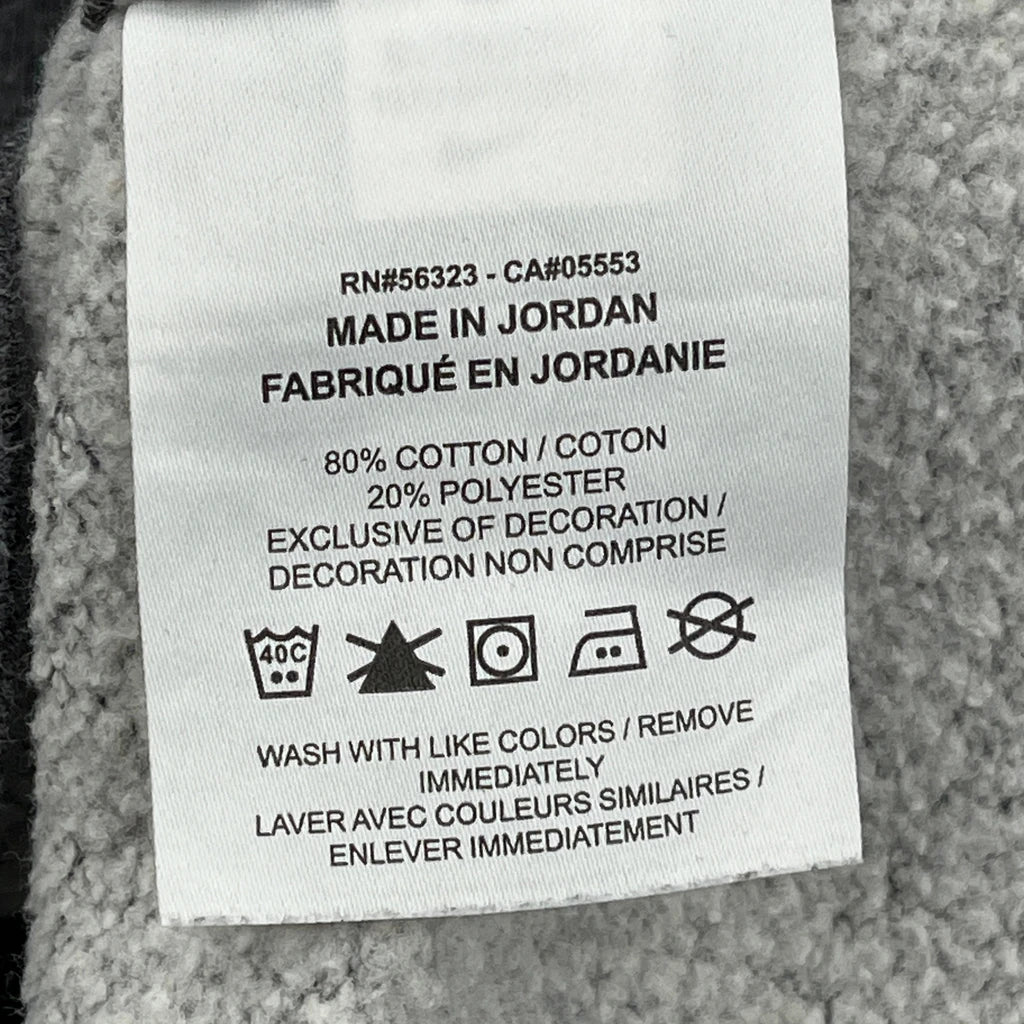 RN#56323 - CA#05553
MADE IN JORDAN
FABRIQUÉ EN JORDANIE
80% COTTON / COTON
20% POLYESTER
EXCLUSIVE OF DECORATION /
DECORATION NON COMPRISE
40C
WASH WITH LIKE COLORS / REMOVE
IMMEDIATELY
LAVER AVEC COULEURS SIMILAIRES /
ENLEVER IMMEDIATEMENT